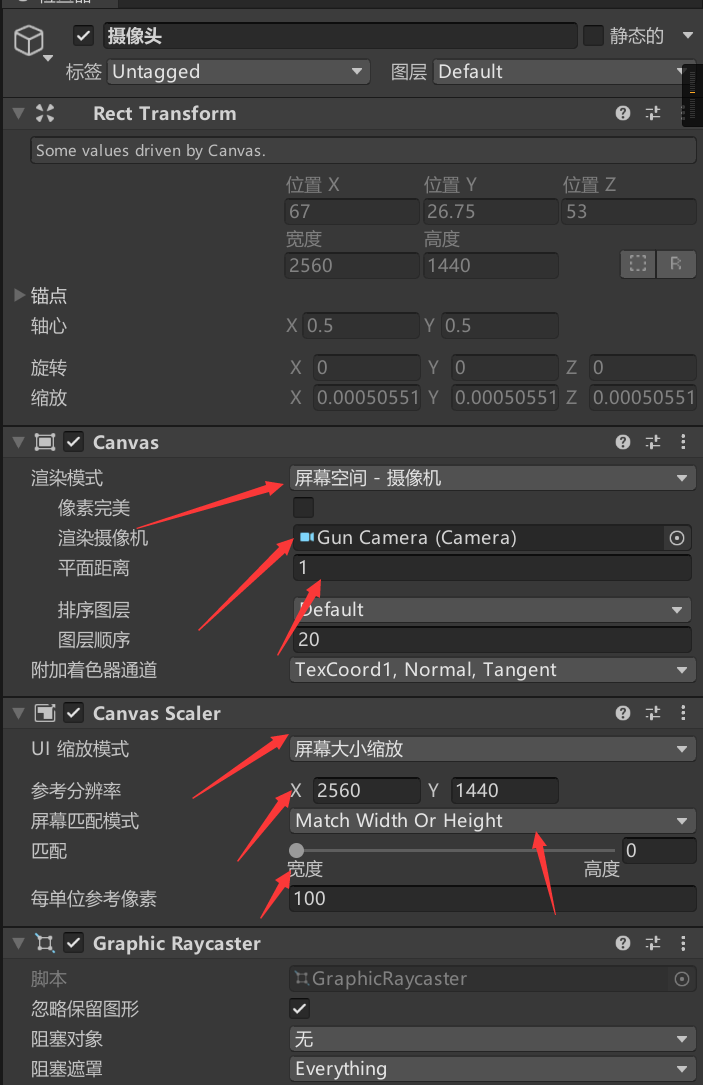 摄像头 静态的
标签 Untagged 图层 Default
Rect Transform
Some values driven by Canvas.
位置 X 位置 Y 位置 Z
67 26.75 53
宽度 高度
2560 1440 R
锚点
轴心 X 0.5 Y 0.5
旋转 X 0 Y 0 Z 0
缩放 X 0.00050551 Y 0.00050551 Z 0.00050551
Canvas
渲染模式 屏幕空间 - 摄像机
像素完美
渲染摄像机 Gun Camera (Camera)
平面距离 1
排序图层 Default
图层顺序 20
附加着色器通道 TexCoord1, Normal, Tangent
Canvas Scaler
UI 缩放模式 屏幕大小缩放
参考分辨率 X 2560 Y 1440
屏幕匹配模式 Match Width Or Height
匹配 0
宽度 高度
每单位参考像素 100
Graphic Raycaster
脚本 GraphicRaycaster
忽略保留图形
阻塞对象 无
阻塞遮罩 Everything